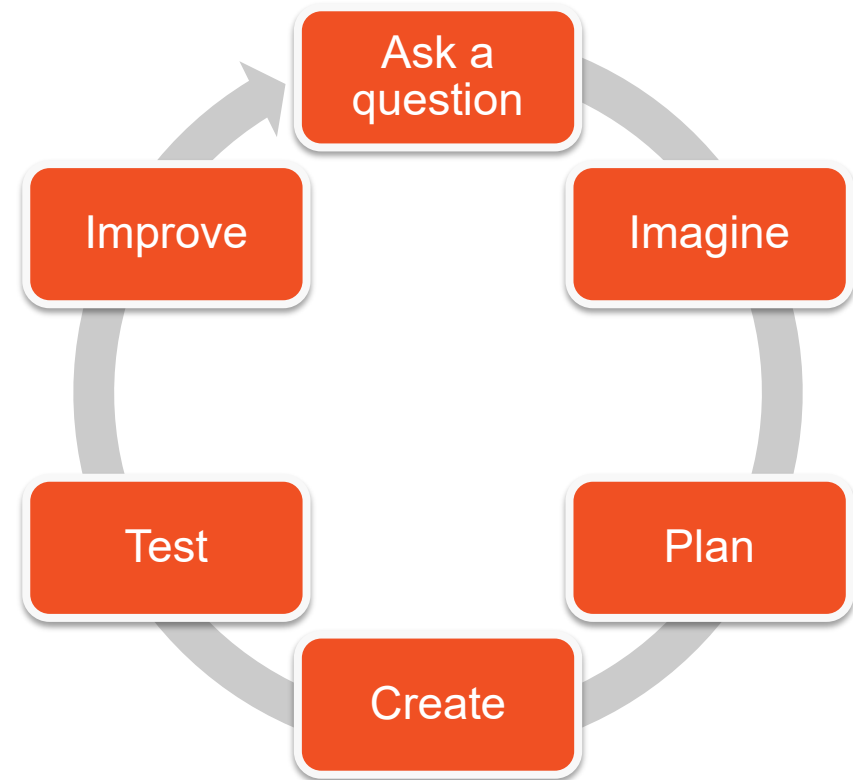 Ask a
question
Imagine
Plan
Create
Test
Improve